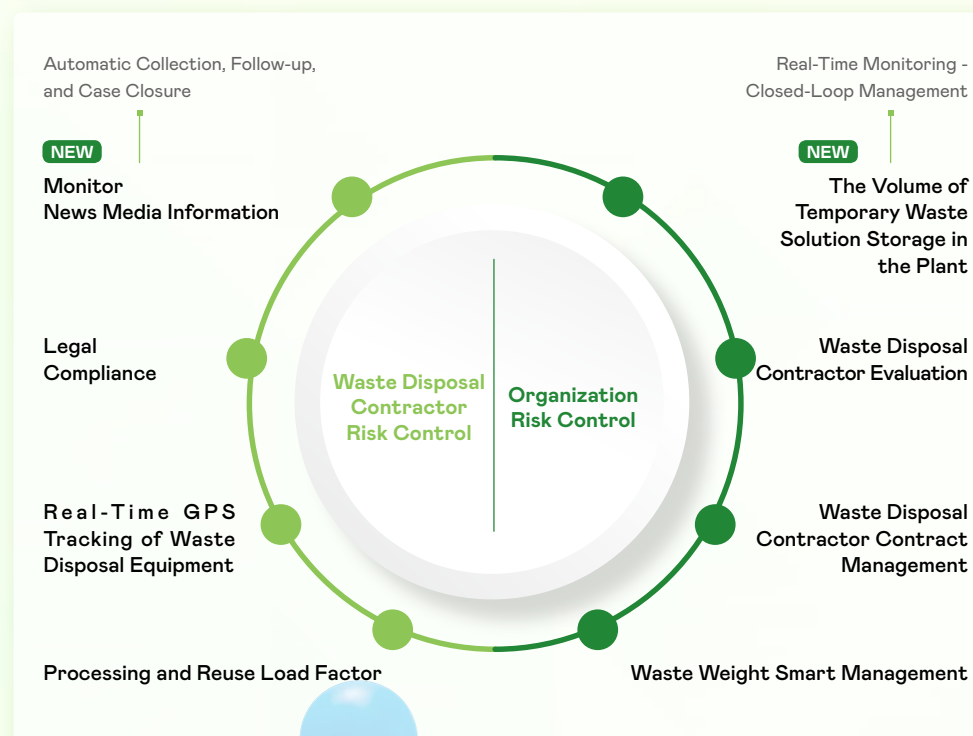 Automatic Collection, Follow-up,
and Case Closure
NEW
Monitor
News Media Information
Legal
Compliance
Real-Time GPS
Tracking of Waste
Disposal Equipment
Processing and Reuse Load Factor
Waste Disposal
Contractor
Risk Control
Organization
Risk Control
Real-Time Monitoring -
Closed-Loop Management
NEW
The Volume of
Temporary Waste
Solution Storage in
the Plant
Waste Disposal
Contractor Evaluation
Waste Disposal
Contractor Contract
Management
Waste Weight Smart Management